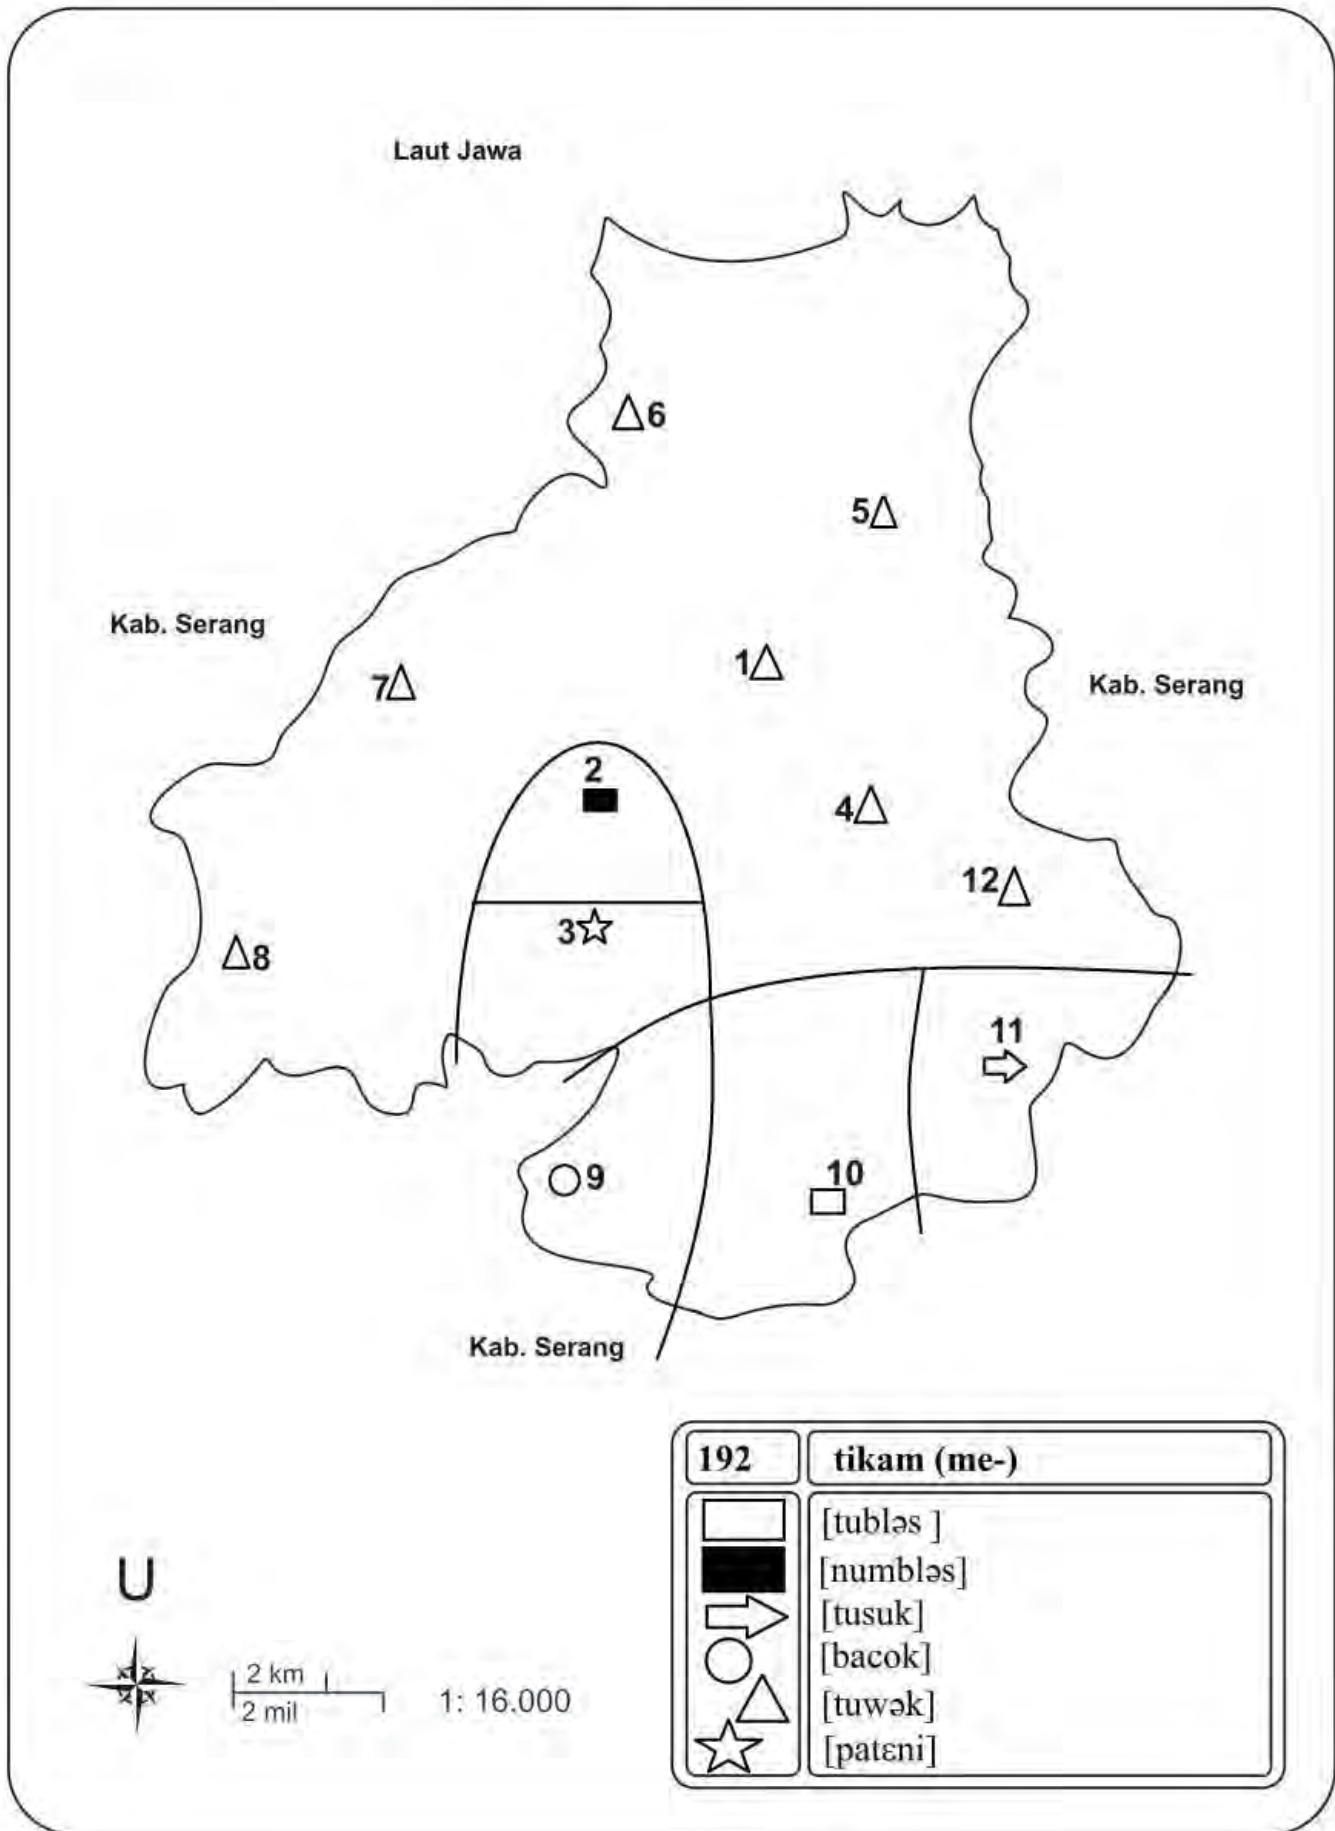 Laut Jawa
6
5
Kab. Serang
1
7
Kab. Serang
2
4
12
3
8
11
9
10
Kab. Serang
192 tikam (me-)
[tubləs ]
[numbləs]
[tusuk]
[bacok]
[tuwək]
[patɛni]
U
2 km
2 mil
1: 16.000